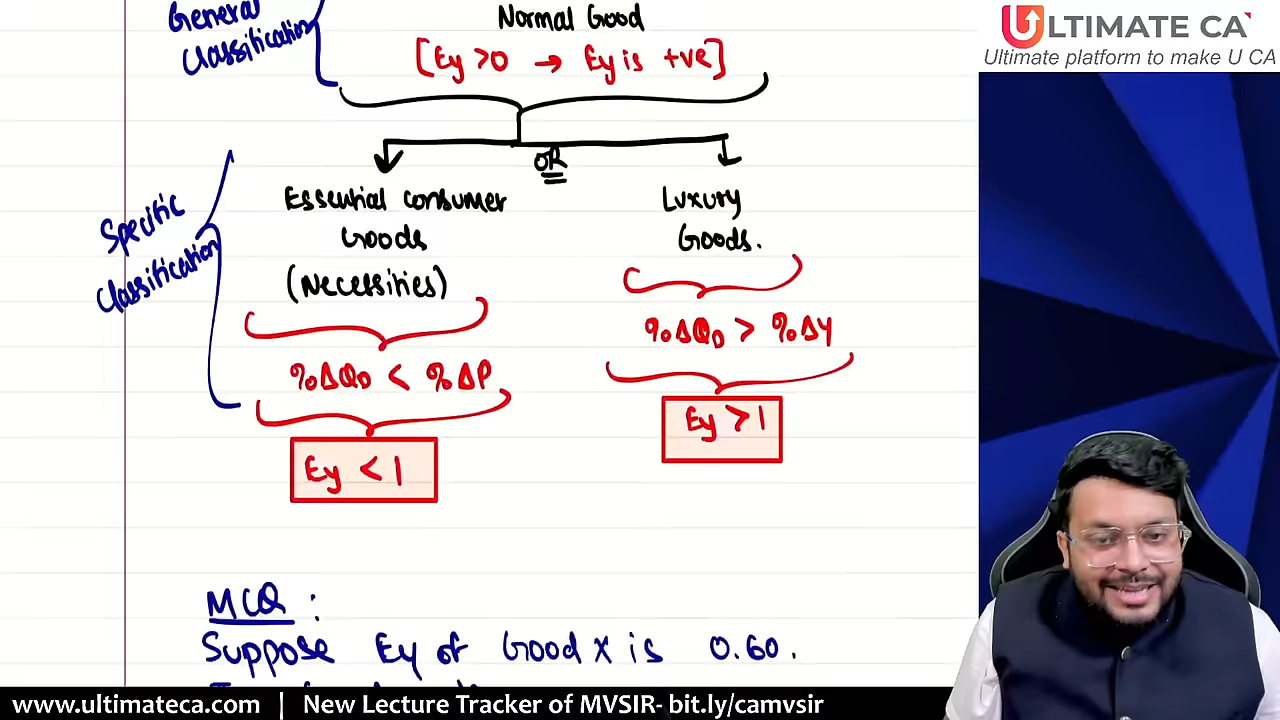 General
Classification
Normal Good
[Ey >0 → Ey is +ve]
OR
Specific
Classification
Essential consumer
Goods
(Necessities)
%ΔQD < %ΔP
Ey < 1
Luxury
Goods.
%ΔQD > %ΔY
Ey > 1
MCQ :
Suppose Ey of Good X is 0.60.
ULTIMATE CA
Ultimate platform to make U CA
www.ultimateca.com | New Lecture Tracker of MVSIR- bit.ly/camvsir